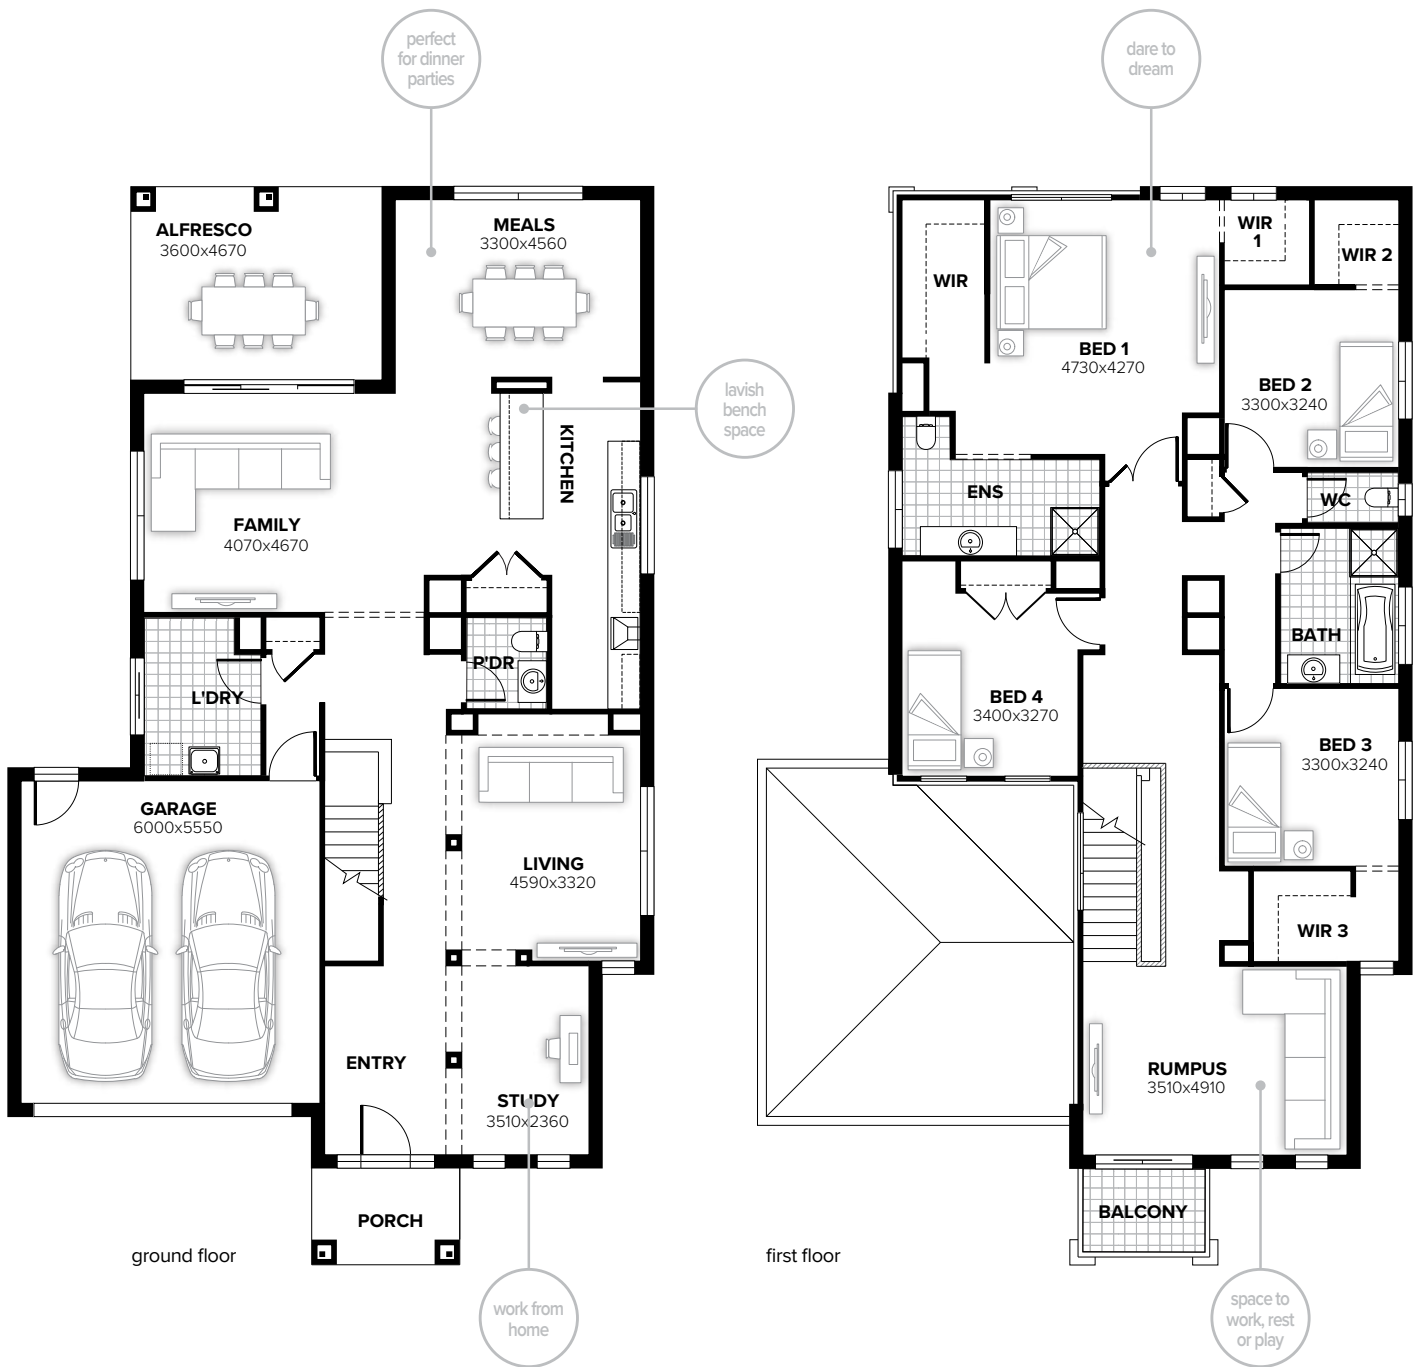 perfect
for dinner
parties
dare to
dream
ALFRESCO
3600x4670
MEALS
3300x4560
lavish
bench
space
KITCHEN
FAMILY
4070x4670
P'DR
L'DRY
GARAGE
6000x5550
LIVING
4590x3320
ENTRY
STUDY
3510x2360
PORCH
ground floor
work from
home
WIR
WIR
1
WIR 2
BED 1
4730x4270
BED 2
3300x3240
ENS
WC
BATH
BED 4
3400x3270
BED 3
3300x3240
WIR 3
RUMPUS
3510x4910
BALCONY
first floor
space to
work, rest
or play